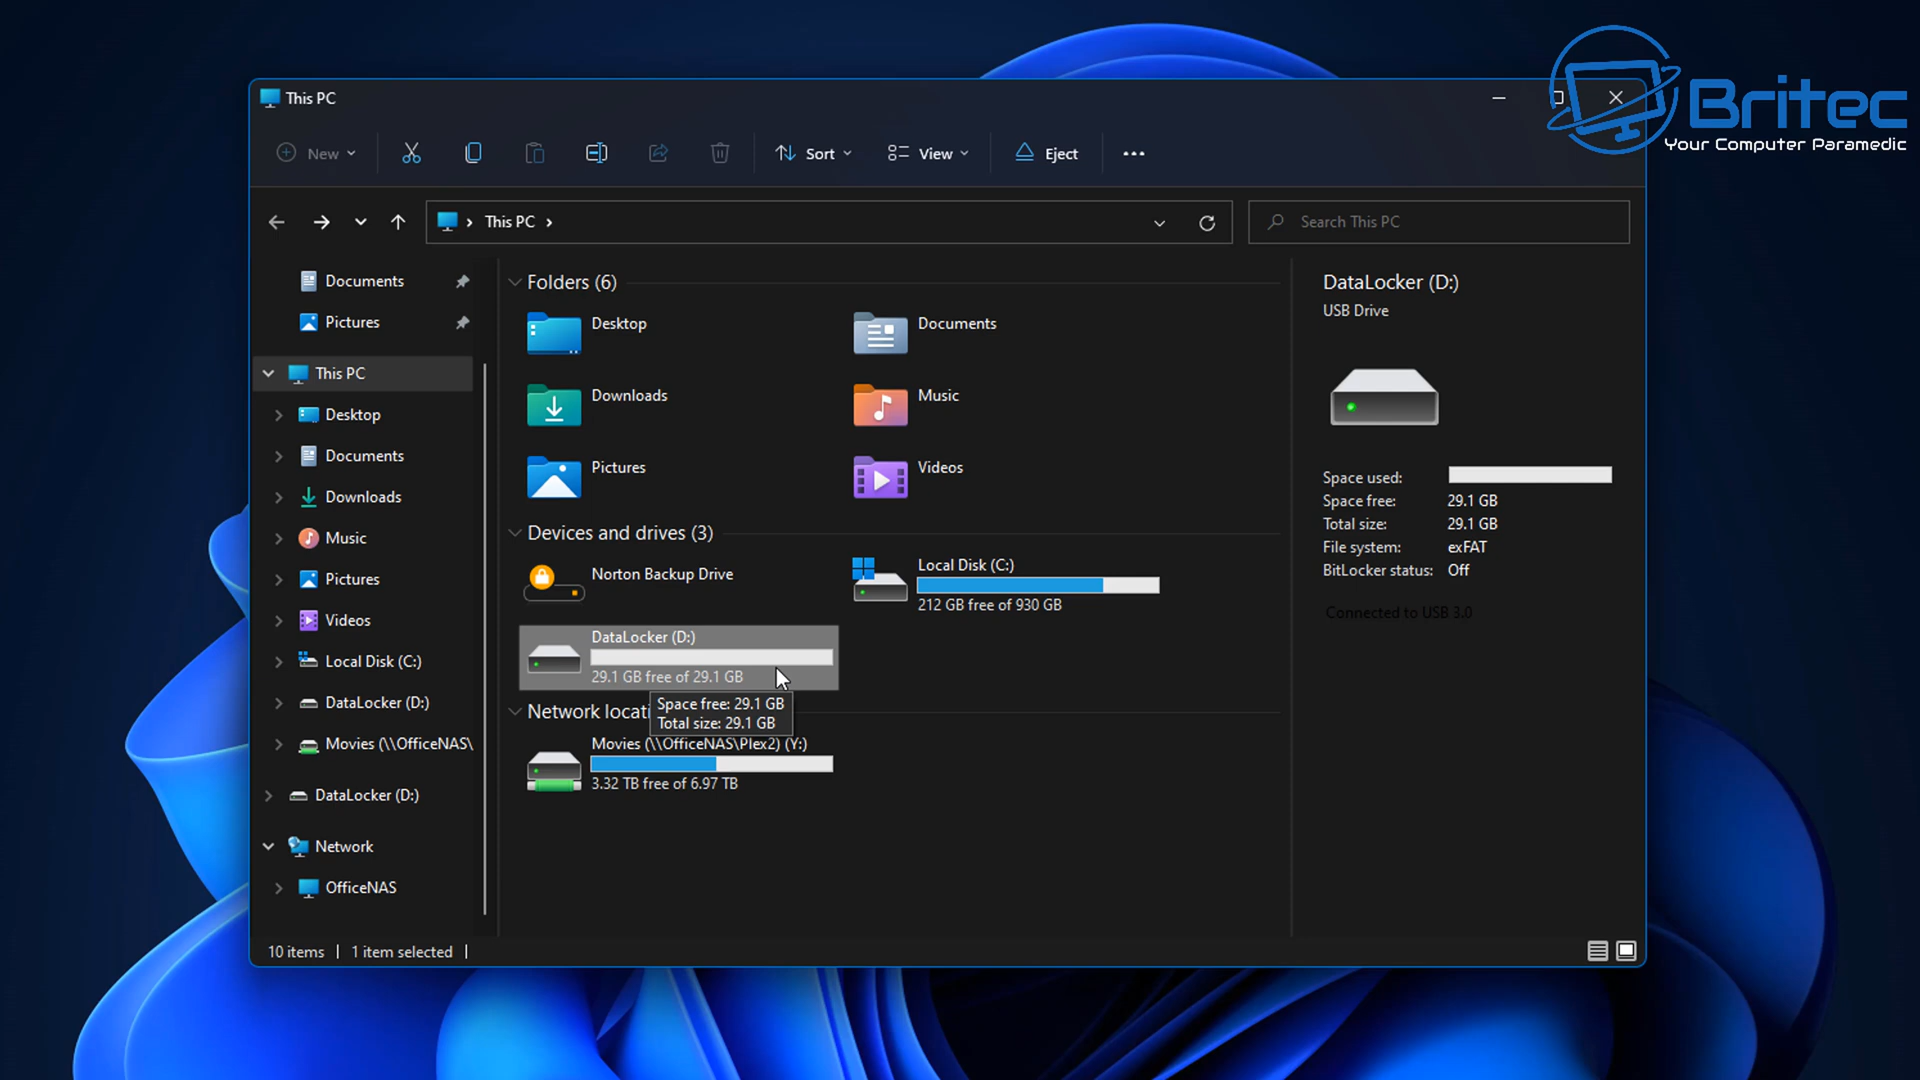 This PC
Britec
Your Computer Paramedic
New
Sort
View
Eject
This PC
Search This PC
Documents
Pictures
This PC
Desktop
Documents
Downloads
Music
Pictures
Videos
Local Disk (C:)
DataLocker (D:)
Movies (\\OfficeNAS\
DataLocker (D:)
Network
OfficeNAS
Folders (6)
Desktop
Documents
Downloads
Music
Pictures
Videos
Devices and drives (3)
Norton Backup Drive
Local Disk (C:)
212 GB free of 930 GB
DataLocker (D:)
29.1 GB free of 29.1 GB
Space free: 29.1 GB
Total size: 29.1 GB
Network locati
Movies (\\OfficeNAS\Plex2) (Y:)
3.32 TB free of 6.97 TB
DataLocker (D:)
USB Drive
Space used:
Space free: 29.1 GB
Total size: 29.1 GB
File system: exFAT
BitLocker status: Off
Connected to USB 3.0
10 items
1 item selected